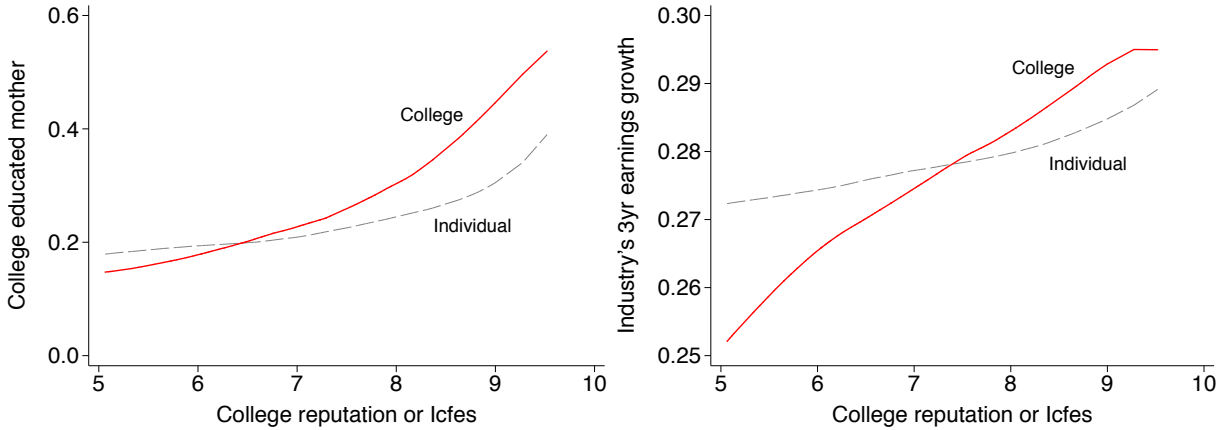 College educated mother
0.6
0.4
0.2
0.0
College
Individual
5 6 7 8 9 10
College reputation or Icfes
Industry's 3yr earnings growth
0.30
0.29
0.28
0.27
0.26
0.25
College
Individual
5 6 7 8 9 10
College reputation or Icfes